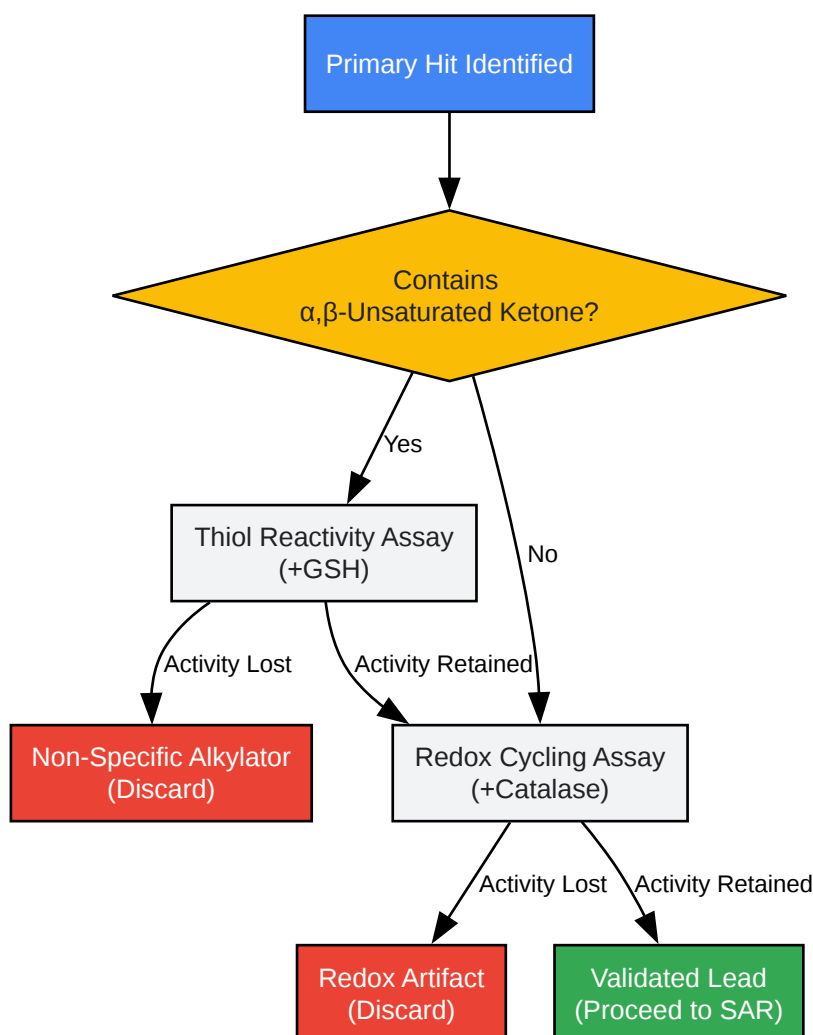 Primary Hit Identified
Contains
α,β-Unsaturated Ketone?
Yes
Thiol Reactivity Assay
(+GSH)
No
Activity Lost
Activity Retained
Non-Specific Alkylator
(Discard)
Redox Cycling Assay
(+Catalase)
Activity Lost
Activity Retained
Redox Artifact
(Discard)
Validated Lead
(Proceed to SAR)